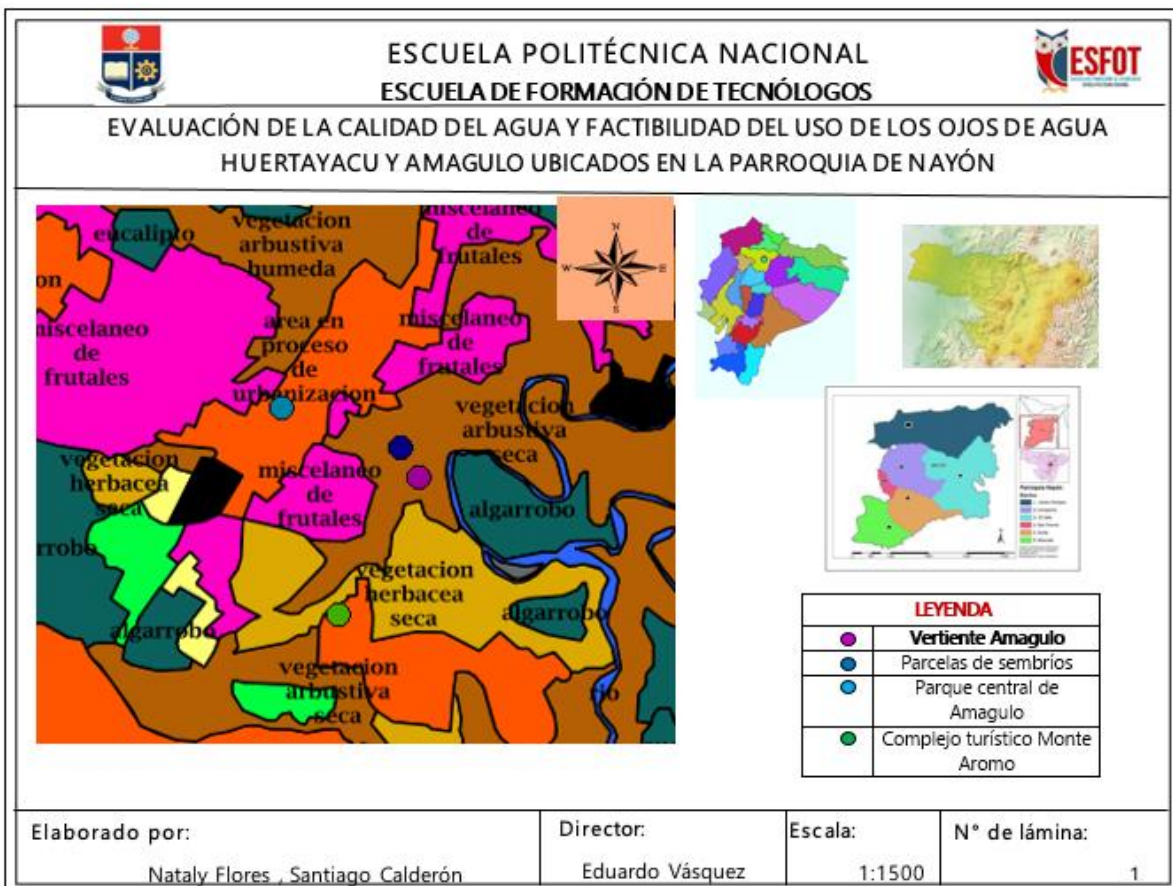 ESCUELA POLITÉCNICA NACIONAL
ESCUELA DE FORMACIÓN DE TECNÓLOGOS
ESFOT
EVALUACIÓN DE LA CALIDAD DEL AGUA Y FACTIBILIDAD DEL USO DE LOS OJOS DE AGUA
HUERTAYACU Y AMAGULO UBICADOS EN LA PARROQUIA DE NAYÓN
eucalipto
vegetacion
arbustiva
humeda
miscelaneo
de
frutales
on
miscelaneo
de
frutales
area en
proceso
de
urbanizacion
miscelaneo
de
frutales
vegetacion
arbustiva
seca
vegetacion
herbacea
seca
miscelaneo
de
frutales
algarrobo
rrobo
vegetacion
herbacea
seca
algarrobo
algarrobo
vegetacion
arbustiva
seca
rio
N
W
E
S
Parroquia Nayón
Barrios
LEYENDA
Vertiente Amagulo
Parcelas de sembríos
Parque central de
Amagulo
Complejo turístico Monte
Aromo
Elaborado por:
Nataly Flores , Santiago Calderón
Director:
Eduardo Vásquez
Escala:
1:1500
N° de lámina:
1